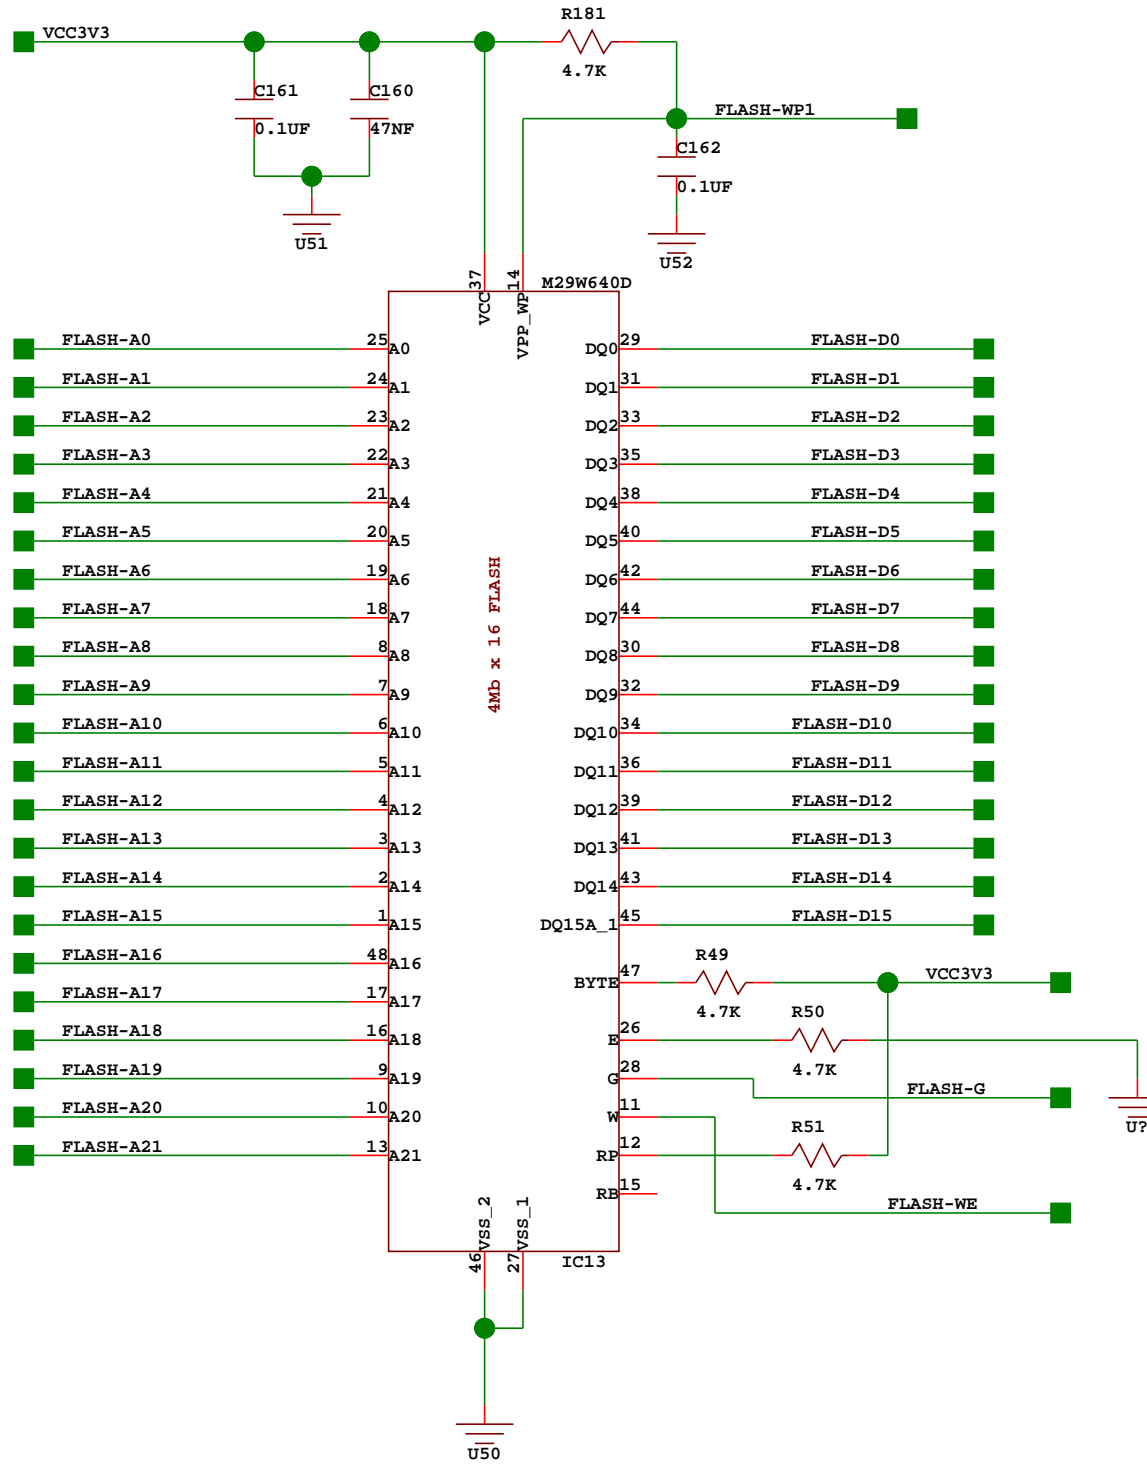 R181
VCC3V3
4.7K
C161
C160
FLASH-WP1
0.1UF
47NF
C162
0.1UF
U51
U52
37
14
M29W640D
VCC
VPP_WP
FLASH-A0 25 A0 DQ0 29 FLASH-D0
FLASH-A1 24 A1 DQ1 31 FLASH-D1
FLASH-A2 23 A2 DQ2 33 FLASH-D2
FLASH-A3 22 A3 DQ3 35 FLASH-D3
FLASH-A4 21 A4 DQ4 38 FLASH-D4
FLASH-A5 20 A5 DQ5 40 FLASH-D5
FLASH-A6 19 A6 DQ6 42 FLASH-D6
FLASH-A7 18 A7 DQ7 44 FLASH-D7
FLASH-A8 8 A8 DQ8 30 FLASH-D8
FLASH-A9 7 A9 DQ9 32 FLASH-D9
4Mb x 16 FLASH
FLASH-A10 6 A10 DQ10 34 FLASH-D10
FLASH-A11 5 A11 DQ11 36 FLASH-D11
FLASH-A12 4 A12 DQ12 39 FLASH-D12
FLASH-A13 3 A13 DQ13 41 FLASH-D13
FLASH-A14 2 A14 DQ14 43 FLASH-D14
FLASH-A15 1 A15 DQ15A_1 45 FLASH-D15
FLASH-A16 48 A16
R49
BYTE 47 VCC3V3
4.7K
FLASH-A17 17 A17
R50
FLASH-A18 16 A18 E 26
4.7K
FLASH-A19 9 A19 G 28 FLASH-G
FLASH-A20 10 A20 W 11
U?
R51
FLASH-A21 13 A21 RP 12
4.7K
RB 15
FLASH-WE
VSS_2
VSS_1
46
27
IC13
U50